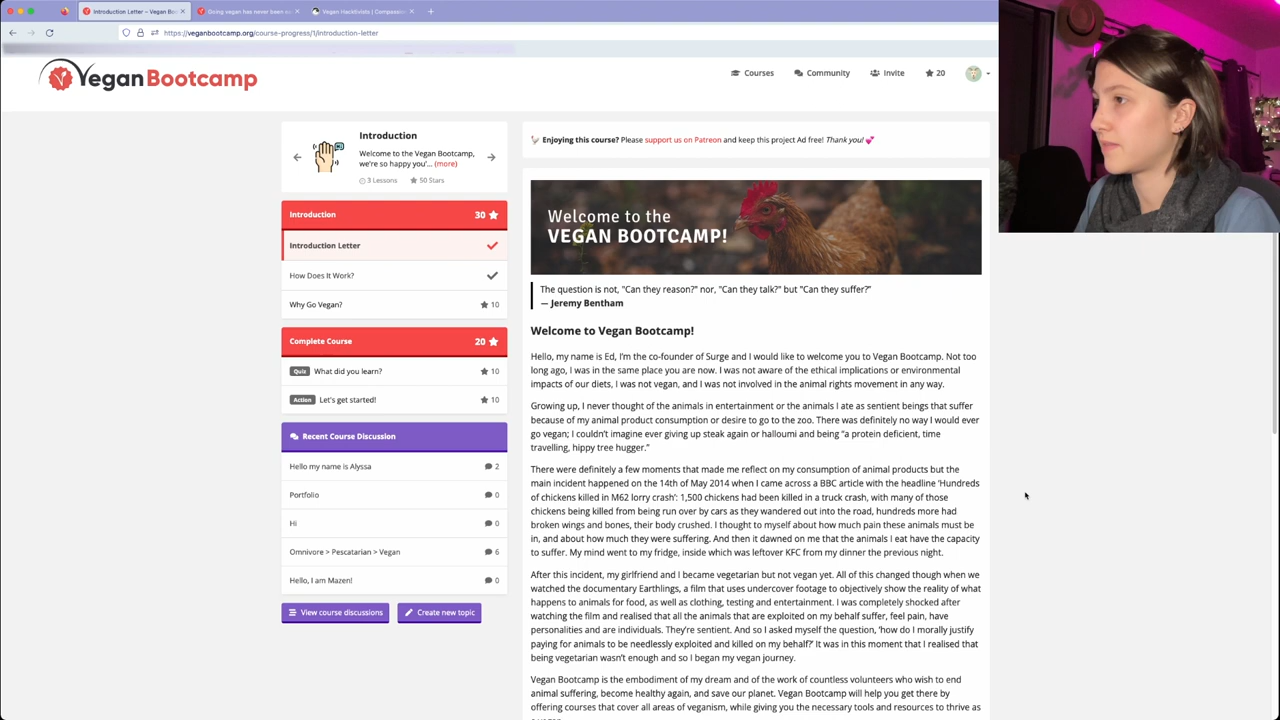 Introduction Letter – Vegan Bo
Going vegan has never been e
Vegan Hacktivists | Compassio
https://veganbootcamp.org/course-progress/1/introduction-letter
VeganBootcamp
Courses
Community
Invite
20
Introduction
Welcome to the Vegan Bootcamp,
we're so happy you'... (more)
3 Lessons
50 Stars
Introduction 30
Introduction Letter
How Does It Work?
Why Go Vegan? 10
Complete Course 20
Quiz What did you learn? 10
Action Let's get started! 10
Recent Course Discussion
Hello my name is Alyssa 2
Portfolio 0
Hi 0
Omnivore > Pescatarian > Vegan 6
Hello, I am Mazen! 0
View course discussions
Create new topic
Enjoying this course? Please support us on Patreon and keep this project Ad free! Thank you!
Welcome to the
VEGAN BOOTCAMP!
The question is not, "Can they reason?" nor, "Can they talk?" but "Can they suffer?"
— Jeremy Bentham
Welcome to Vegan Bootcamp!
Hello, my name is Ed, I'm the co-founder of Surge and I would like to welcome you to Vegan Bootcamp. Not too
long ago, I was in the same place you are now. I was not aware of the ethical implications or environmental
impacts of our diets, I was not vegan, and I was not involved in the animal rights movement in any way.
Growing up, I never thought of the animals in entertainment or the animals I ate as sentient beings that suffer
because of my animal product consumption or desire to go to the zoo. There was definitely no way I would ever
go vegan; I couldn't imagine ever giving up steak again or halloumi and being "a protein deficient, time
travelling, hippy tree hugger."
There were definitely a few moments that made me reflect on my consumption of animal products but the
main incident happened on the 14th of May 2014 when I came across a BBC article with the headline 'Hundreds
of chickens killed in M62 lorry crash': 1,500 chickens had been killed in a truck crash, with many of those
chickens being killed from being run over by cars as they wandered out into the road, hundreds more had
broken wings and bones, their body crushed. I thought to myself about how much pain these animals must be
in, and about how much they were suffering. And then it dawned on me that the animals I eat have the capacity
to suffer. My mind went to my fridge, inside which was leftover KFC from my dinner the previous night.
After this incident, my girlfriend and I became vegetarian but not vegan yet. All of this changed though when we
watched the documentary Earthlings, a film that uses undercover footage to objectively show the reality of what
happens to animals for food, as well as clothing, testing and entertainment. I was completely shocked after
watching the film and realised that all the animals that are exploited on my behalf suffer, feel pain, have
personalities and are individuals. They're sentient. And so I asked myself the question, 'how do I morally justify
paying for animals to be needlessly exploited and killed on my behalf?' It was in this moment that I realised that
being vegetarian wasn't enough and so I began my vegan journey.
Vegan Bootcamp is the embodiment of my dream and of the work of countless volunteers who wish to end
animal suffering, become healthy again, and save our planet. Vegan Bootcamp will help you get there by
offering courses that cover all areas of veganism, while giving you the necessary tools and resources to thrive as